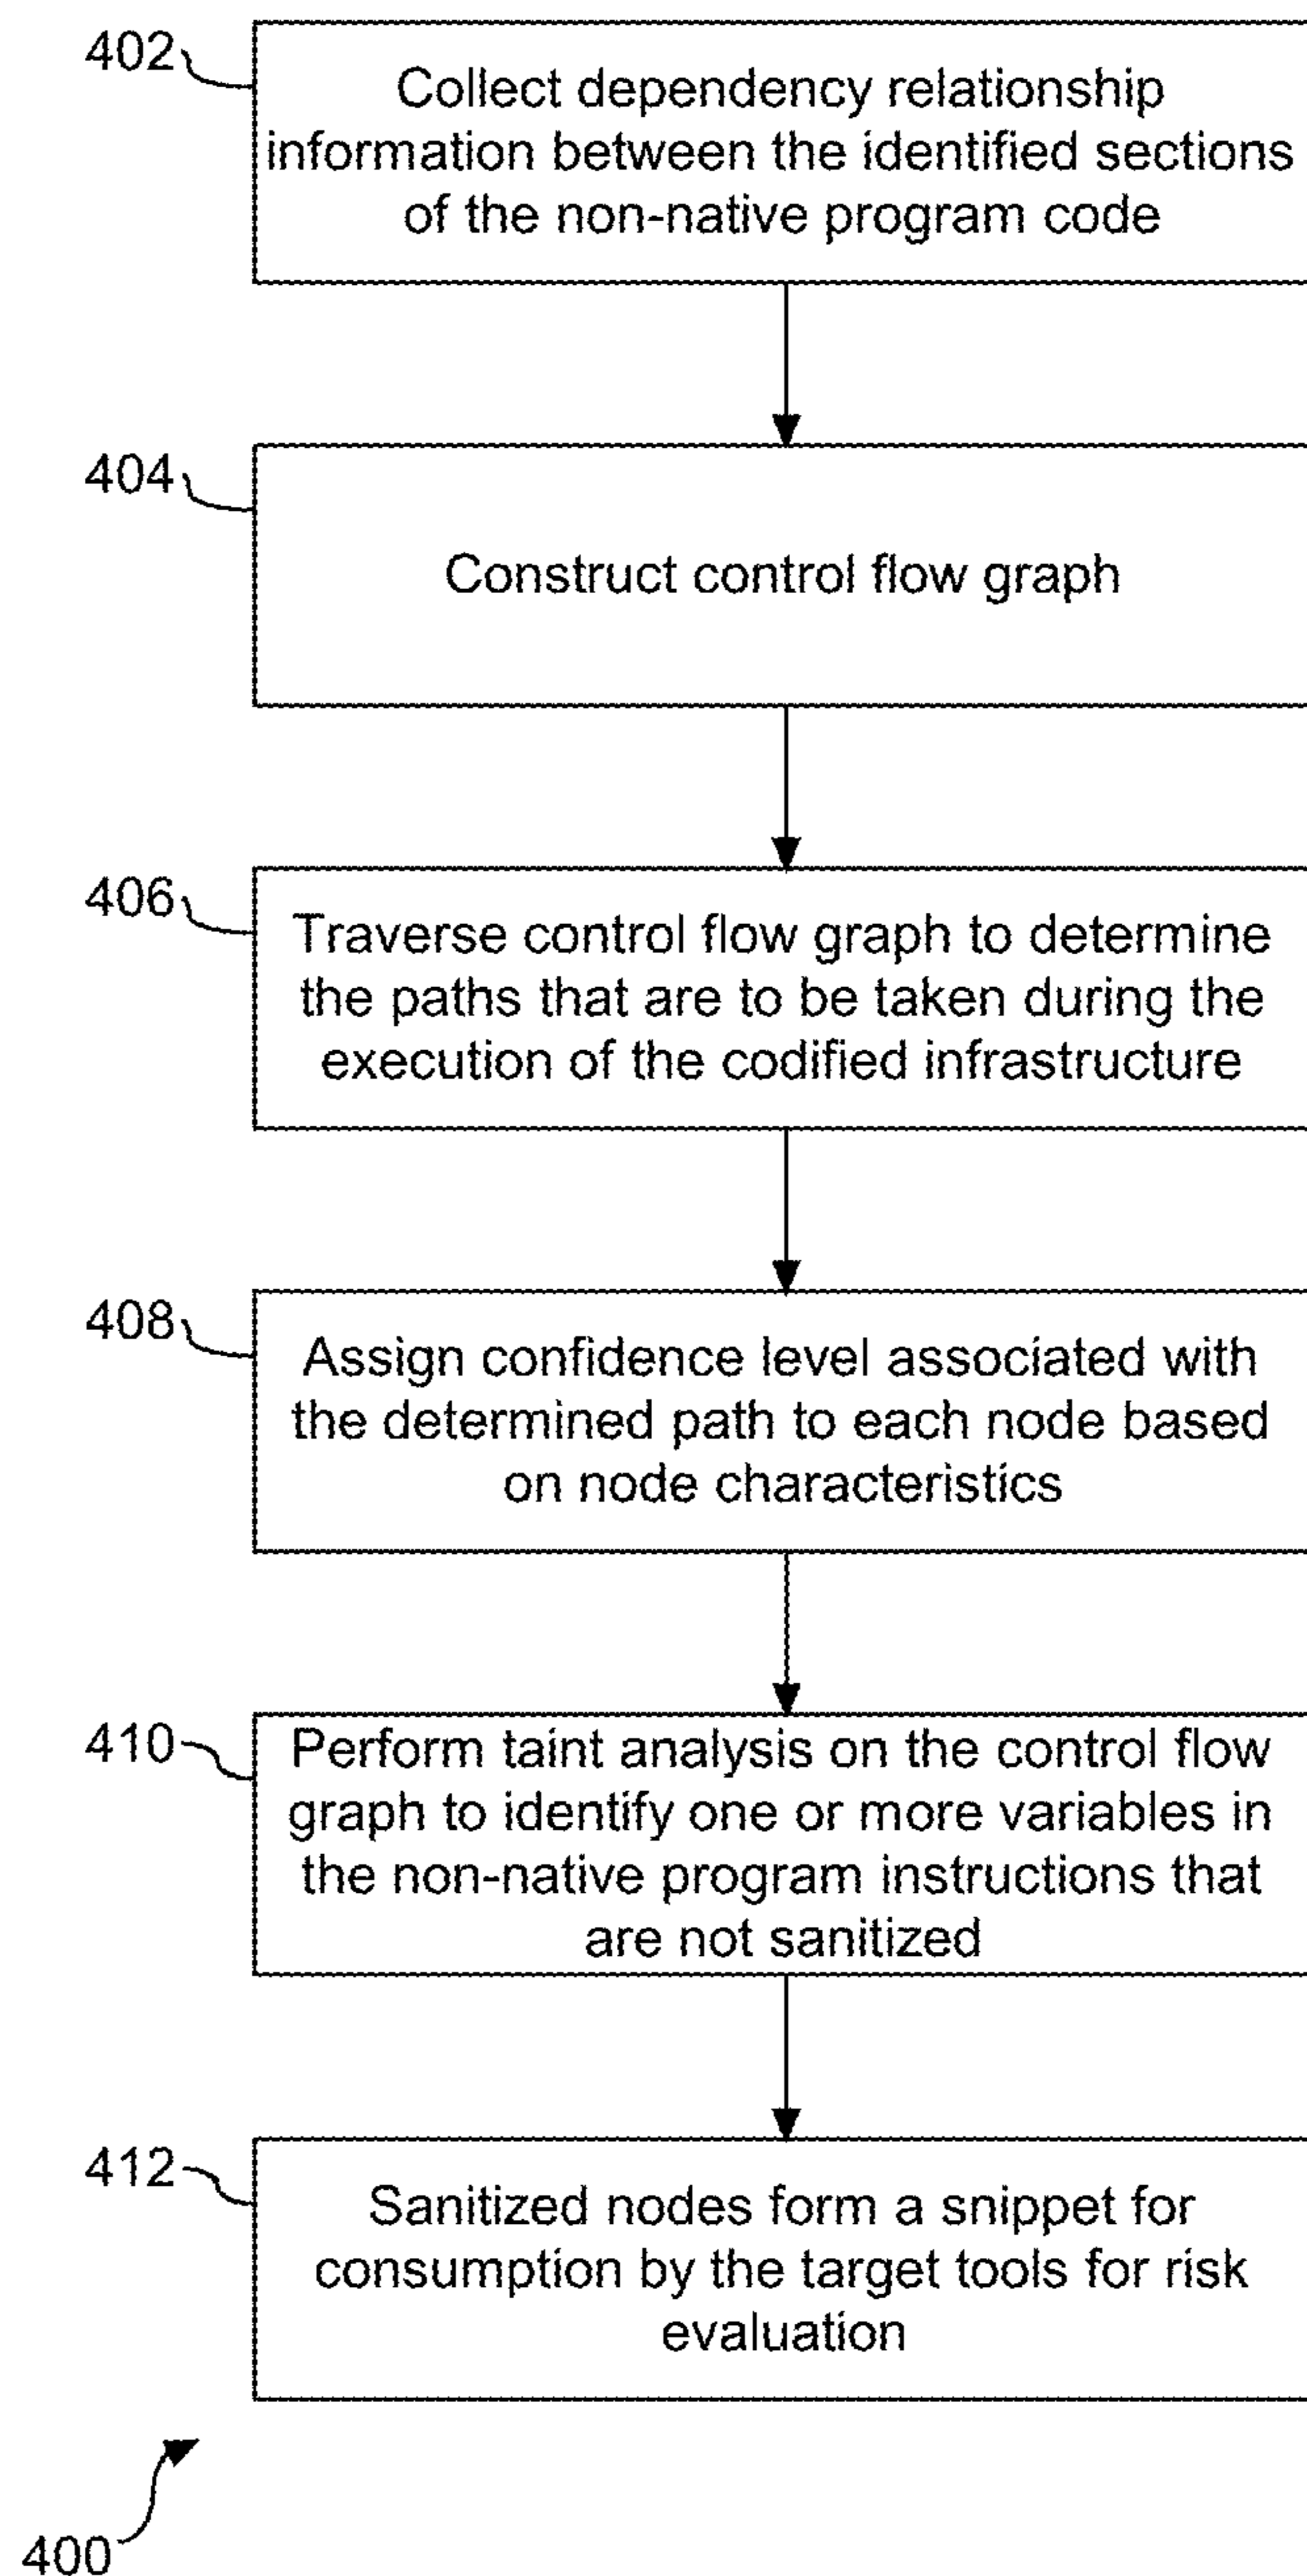 402
Collect dependency relationship
information between the identified sections
of the non-native program code
404
Construct control flow graph
406
Traverse control flow graph to determine
the paths that are to be taken during the
execution of the codified infrastructure
408
Assign confidence level associated with
the determined path to each node based
on node characteristics
410
Perform taint analysis on the control flow
graph to identify one or more variables in
the non-native program instructions that
are not sanitized
412
Sanitized nodes form a snippet for
consumption by the target tools for risk
evaluation
400